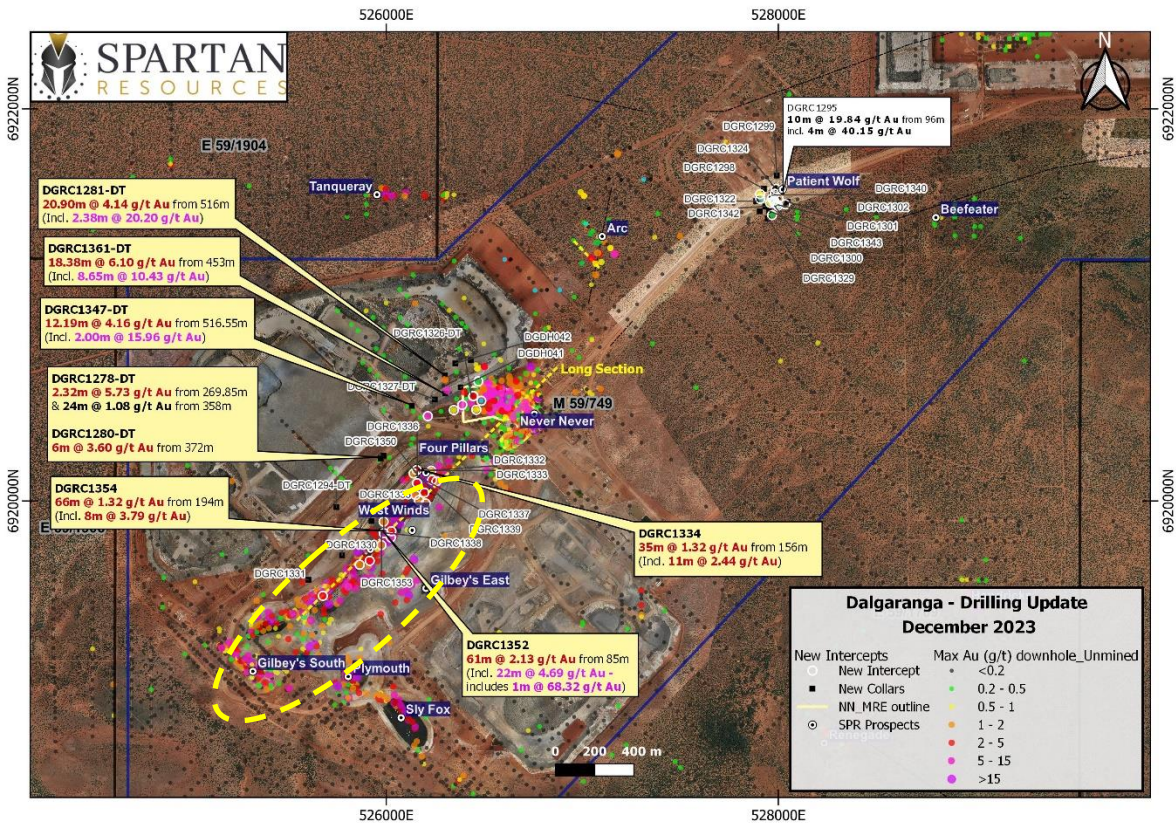 526000E
528000E
SPARTAN
RESOURCES
N
6922000N
6922000N
E 59/1904
DGRC1295
10m @ 19.84 g/t Au from 96m
incl. 4m @ 40.15 g/t Au
DGRC1299
DGRC1324
DGRC1298
Patient Wolf
DGRC1340
Tanqueray
DGRC1322
DGRC1302
Beefeater
DGRC1342
DGRC1301
DGRC1281-DT
20.90m @ 4.14 g/t Au from 516m
(Incl. 2.38m @ 20.20 g/t Au)
Arc
DGRC1343
DGRC1300
DGRC1329
DGRC1361-DT
18.38m @ 6.10 g/t Au from 453m
(Incl. 8.65m @ 10.43 g/t Au)
DGRC1347-DT
12.19m @ 4.16 g/t Au from 516.55m
(Incl. 2.00m @ 15.96 g/t Au)
DGRC1326-DT
DGDH042
DGDH041
Long Section
DGRC1278-DT
2.32m @ 5.73 g/t Au from 269.85m
& 24m @ 1.08 g/t Au from 358m
DGRC1280-DT
6m @ 3.60 g/t Au from 372m
DGRC1327-DT
M 59/749
Never Never
DGRC1336
DGRC1350
Four Pillars
DGRC1332
DGRC1333
DGRC1354
66m @ 1.32 g/t Au from 194m
(Incl. 8m @ 3.79 g/t Au)
DGRC1294-DT
6920000N
6920000N
West Winds
DGRC1337
DGRC1339
DGRC1338
DGRC1330
DGRC1334
35m @ 1.32 g/t Au from 156m
(Incl. 11m @ 2.44 g/t Au)
DGRC1331
DGRC1353
Gilbey's East
DGRC1352
61m @ 2.13 g/t Au from 85m
(Incl. 22m @ 4.69 g/t Au -
includes 1m @ 68.32 g/t Au)
Gilbey's South
Plymouth
Sly Fox
0 200 400 m
Dalgaranga - Drilling Update
December 2023
New Intercepts
New Intercept
New Collars
NN_MRE outline
SPR Prospects
Max Au (g/t) downhole_Unmined
<0.2
0.2 - 0.5
0.5 - 1
1 - 2
2 - 5
5 - 15
>15
526000E
528000E